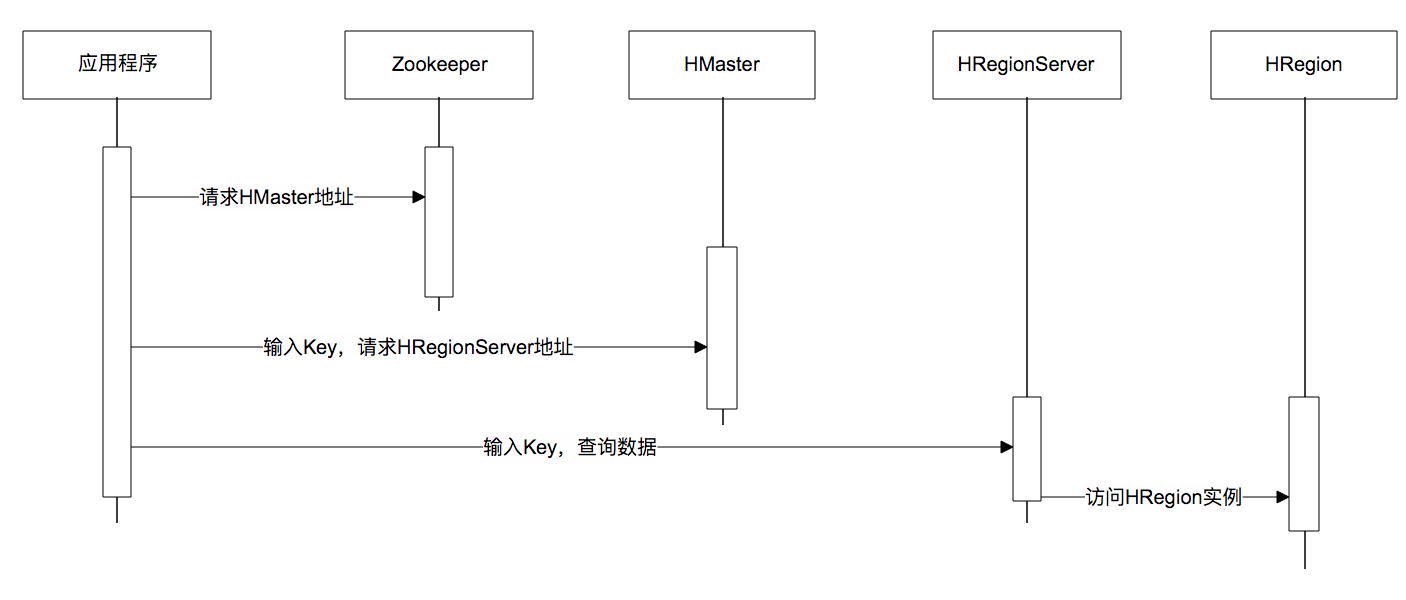 应用程序
Zookeeper
HMaster
HRegionServer
HRegion
请求HMaster地址
输入Key，请求HRegionServer地址
输入Key，查询数据
访问HRegion实例